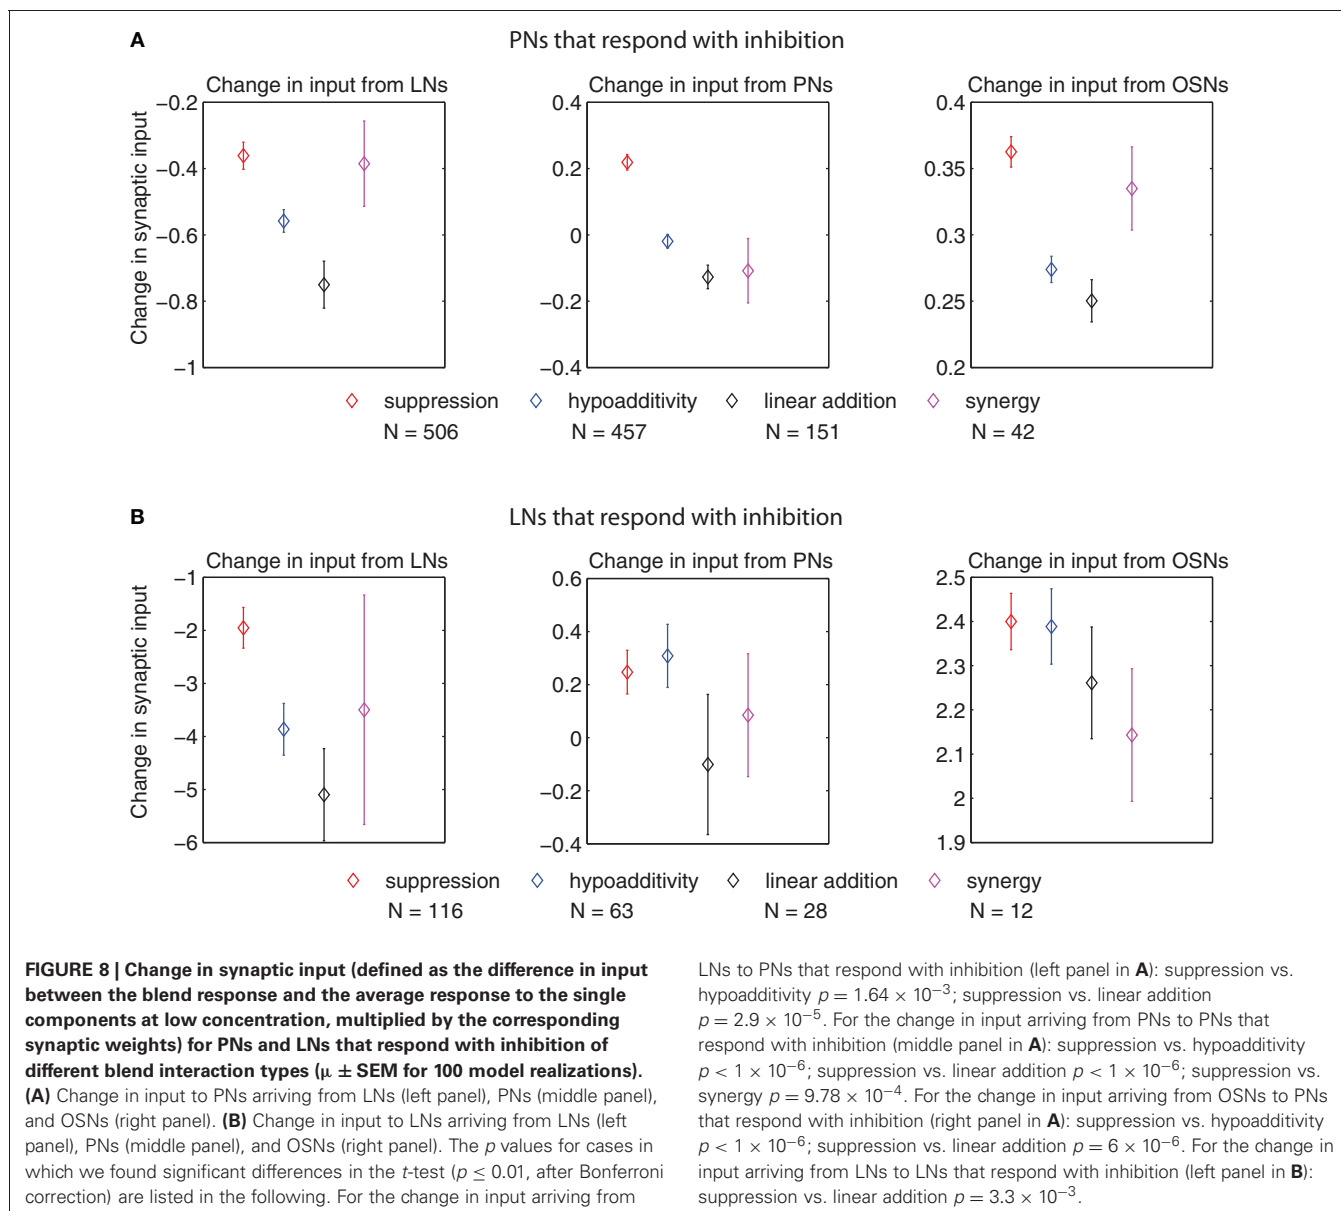 A
PNs that respond with inhibition
Change in input from LNs
Change in input from PNs
Change in input from OSNs
Change in synaptic input
−0.2
−0.4
−0.6
−0.8
−1
0.4
0.2
0
−0.2
−0.4
0.4
0.35
0.3
0.25
0.2
suppression
hypoadditivity
linear addition
synergy
N = 506
N = 457
N = 151
N = 42
B
LNs that respond with inhibition
Change in input from LNs
Change in input from PNs
Change in input from OSNs
Change in synaptic input
−1
−2
−3
−4
−5
−6
0.6
0.4
0.2
0
−0.2
−0.4
2.5
2.4
2.3
2.2
2.1
2
1.9
suppression
hypoadditivity
linear addition
synergy
N = 116
N = 63
N = 28
N = 12
FIGURE 8 | Change in synaptic input (defined as the difference in input
between the blend response and the average response to the single
components at low concentration, multiplied by the corresponding
synaptic weights) for PNs and LNs that respond with inhibition of
different blend interaction types (μ ± SEM for 100 model realizations).
(A) Change in input to PNs arriving from LNs (left panel), PNs (middle panel),
and OSNs (right panel). (B) Change in input to LNs arriving from LNs (left
panel), PNs (middle panel), and OSNs (right panel). The p values for cases in
which we found significant differences in the t-test (p ≤ 0.01, after Bonferroni
correction) are listed in the following. For the change in input arriving from
LNs to PNs that respond with inhibition (left panel in A): suppression vs.
hypoadditivity p = 1.64 × 10⁻³; suppression vs. linear addition
p = 2.9 × 10⁻⁵. For the change in input arriving from PNs to PNs that
respond with inhibition (middle panel in A): suppression vs. hypoadditivity
p < 1 × 10⁻⁶; suppression vs. linear addition p < 1 × 10⁻⁶; suppression vs.
synergy p = 9.78 × 10⁻⁴. For the change in input arriving from OSNs to PNs
that respond with inhibition (right panel in A): suppression vs. hypoadditivity
p < 1 × 10⁻⁶; suppression vs. linear addition p = 6 × 10⁻⁶. For the change in
input arriving from LNs to LNs that respond with inhibition (left panel in B):
suppression vs. linear addition p = 3.3 × 10⁻³.